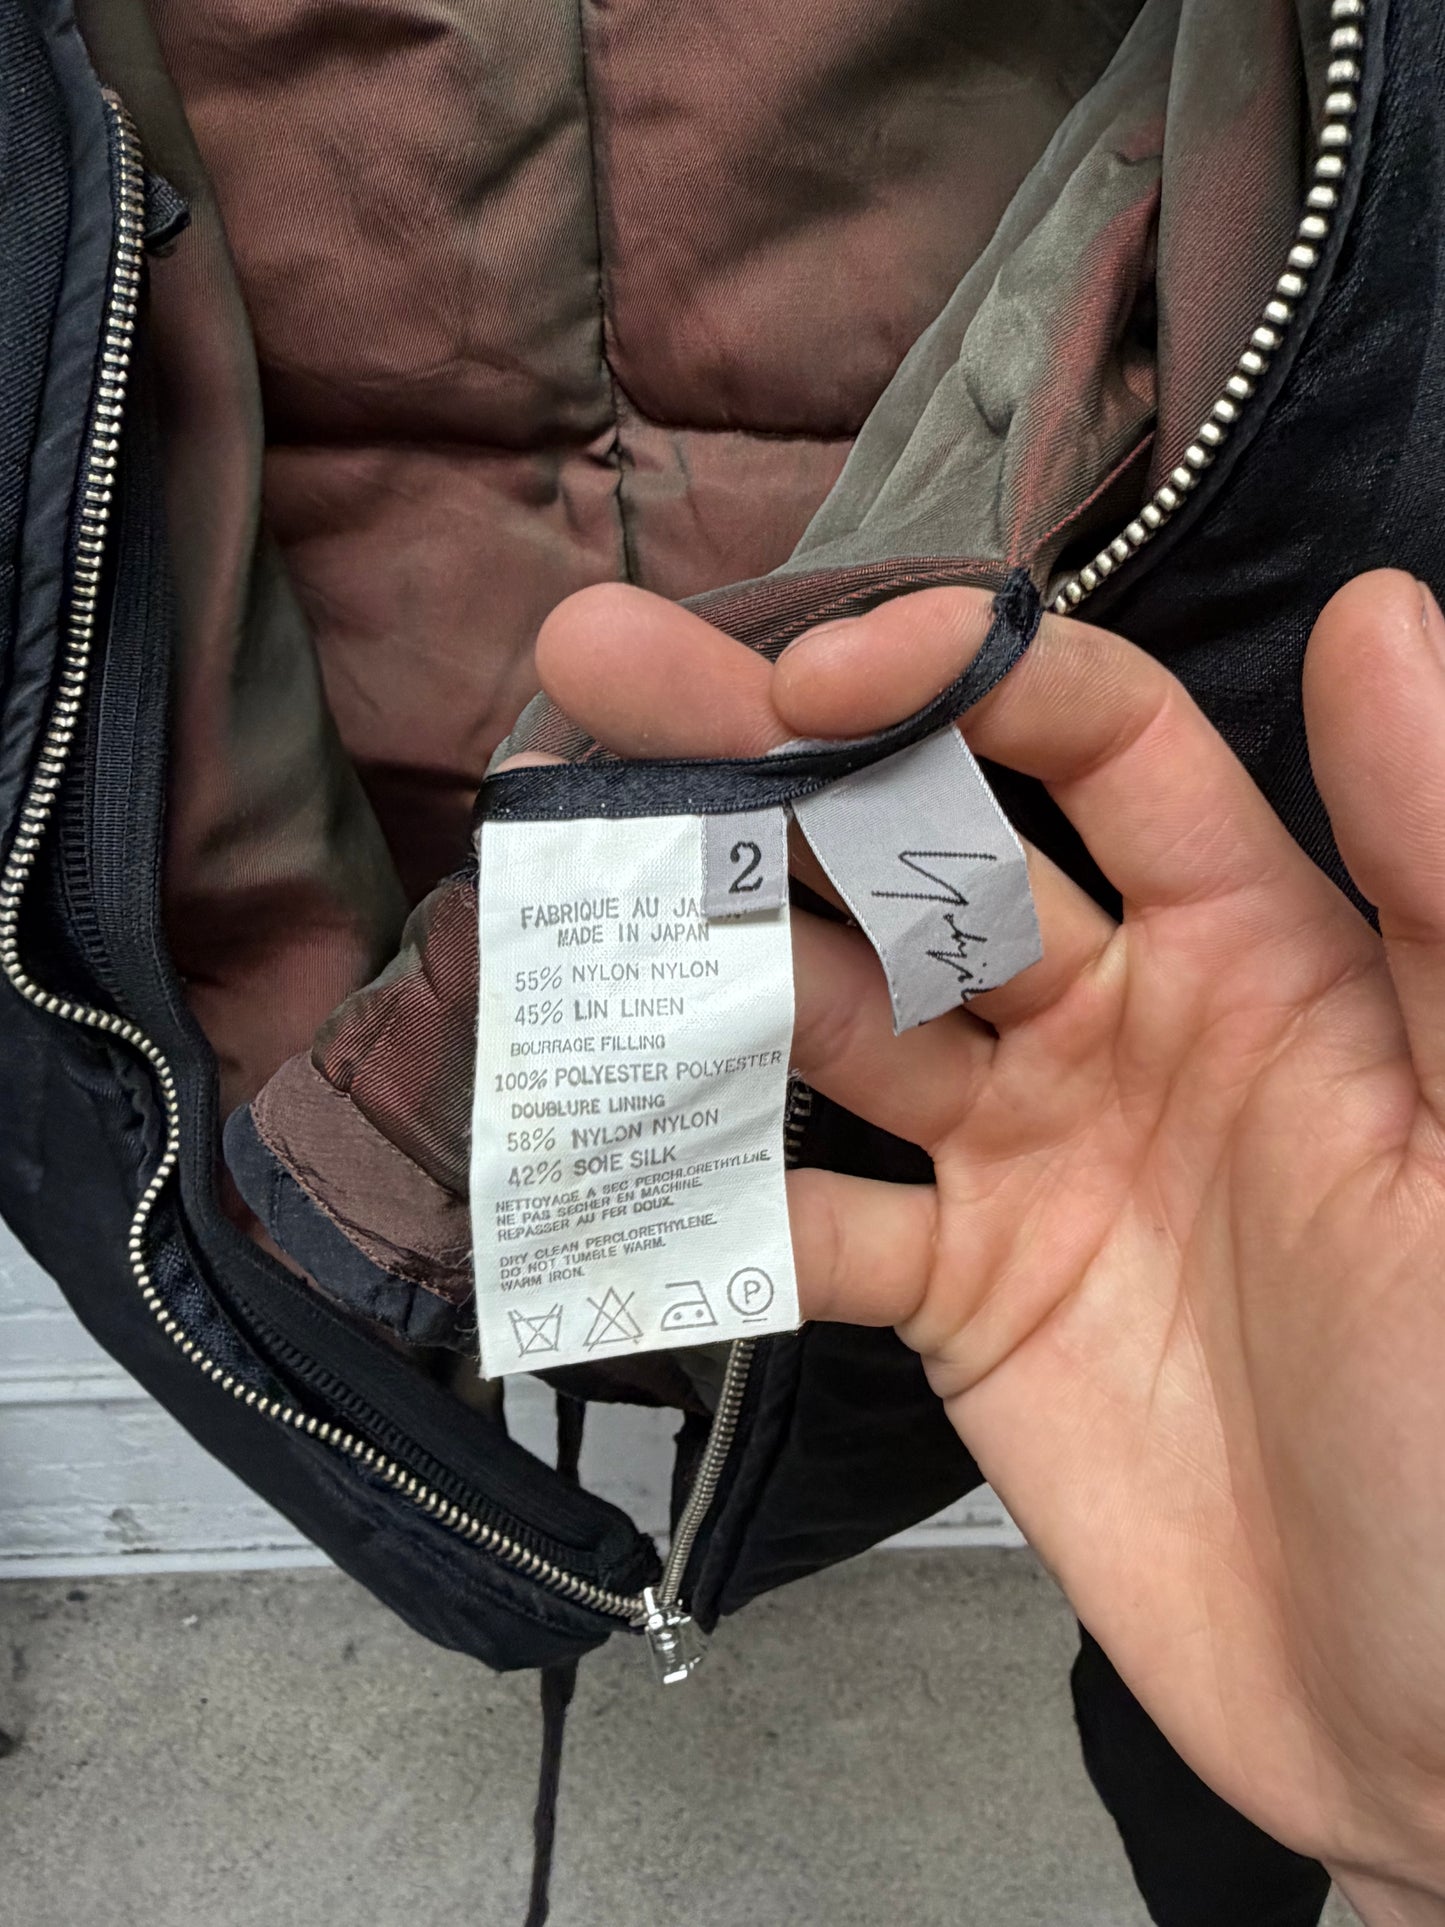 2
FABRIQUE AU
MADE IN JAPAN
55% NYLON NYLON
45% LIN LINEN
BOURRAGE FILLING
100% POLYESTER POLYESTER
DOUBLURE LINING
58% NYLON NYLON
42% SOIE SILK
NETTOYAGE A SEC PERCHLORETHYLENE.
NE PAS SECHER EN MACHINE.
REPASSER AU FER DOUX.
DRY CLEAN PERCLORETHYLENE.
DO NOT TUMBLE WARM.
WARM IRON.
P